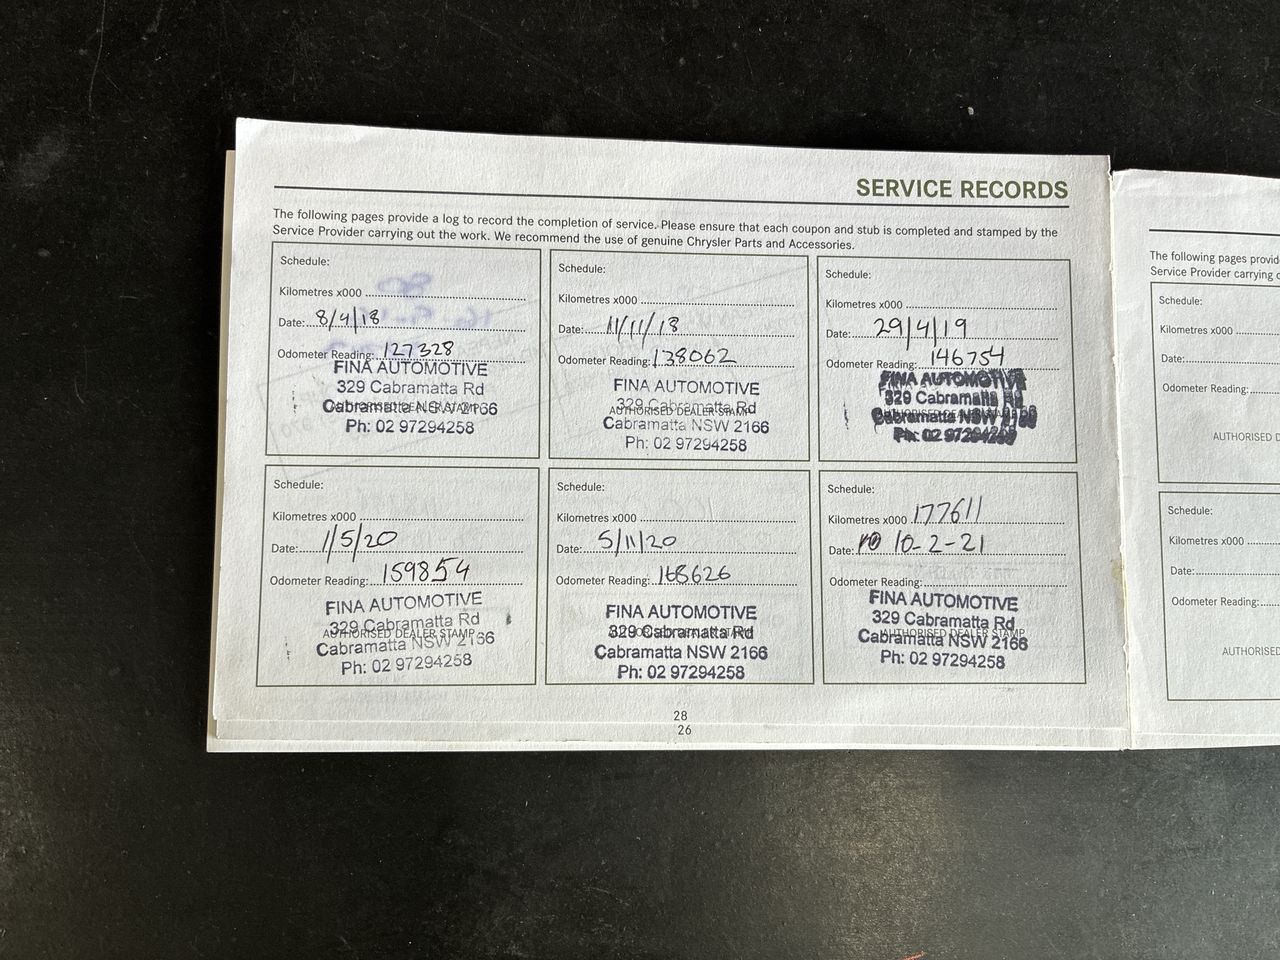 SERVICE RECORDS
The following pages provide a log to record the completion of service. Please ensure that each coupon and stub is completed and stamped by the
Service Provider carrying out the work. We recommend the use of genuine Chrysler Parts and Accessories.
Schedule:
Kilometres x000
Date: 8/4/18
Odometer Reading: 127328
FINA AUTOMOTIVE
329 Cabramatta Rd
AUTHORISED DEALER STAMP
Cabramatta NSW 2166
Ph: 02 97294258
Schedule:
Kilometres x000
Date: 11/11/18
Odometer Reading: 138062
FINA AUTOMOTIVE
329 Cabramatta Rd
AUTHORISED DEALER STAMP
Cabramatta NSW 2166
Ph: 02 97294258
Schedule:
Kilometres x000
Date: 29/4/19
Odometer Reading: 146754
FINA AUTOMOTIVE
329 Cabramatta Rd
Cabramatta NSW 2166
Ph: 02 97294258
Schedule:
Kilometres x000
Date: 1/5/20
Odometer Reading: 159854
FINA AUTOMOTIVE
329 Cabramatta Rd
AUTHORISED DEALER STAMP
Cabramatta NSW 2166
Ph: 02 97294258
Schedule:
Kilometres x000
Date: 5/11/20
Odometer Reading: 168626
FINA AUTOMOTIVE
329 Cabramatta Rd
Cabramatta NSW 2166
Ph: 02 97294258
Schedule:
Kilometres x000 177611
Date: 10-2-21
Odometer Reading:
FINA AUTOMOTIVE
329 Cabramatta Rd
AUTHORISED DEALER STAMP
Cabramatta NSW 2166
Ph: 02 97294258
28
26
The following pages
Service Provider carrying
Schedule:
Kilometres x000
Date:
Odometer Reading:
AUTHORISED
Schedule:
Kilometres x000
Date:
Odometer Reading:
AUTHORISED